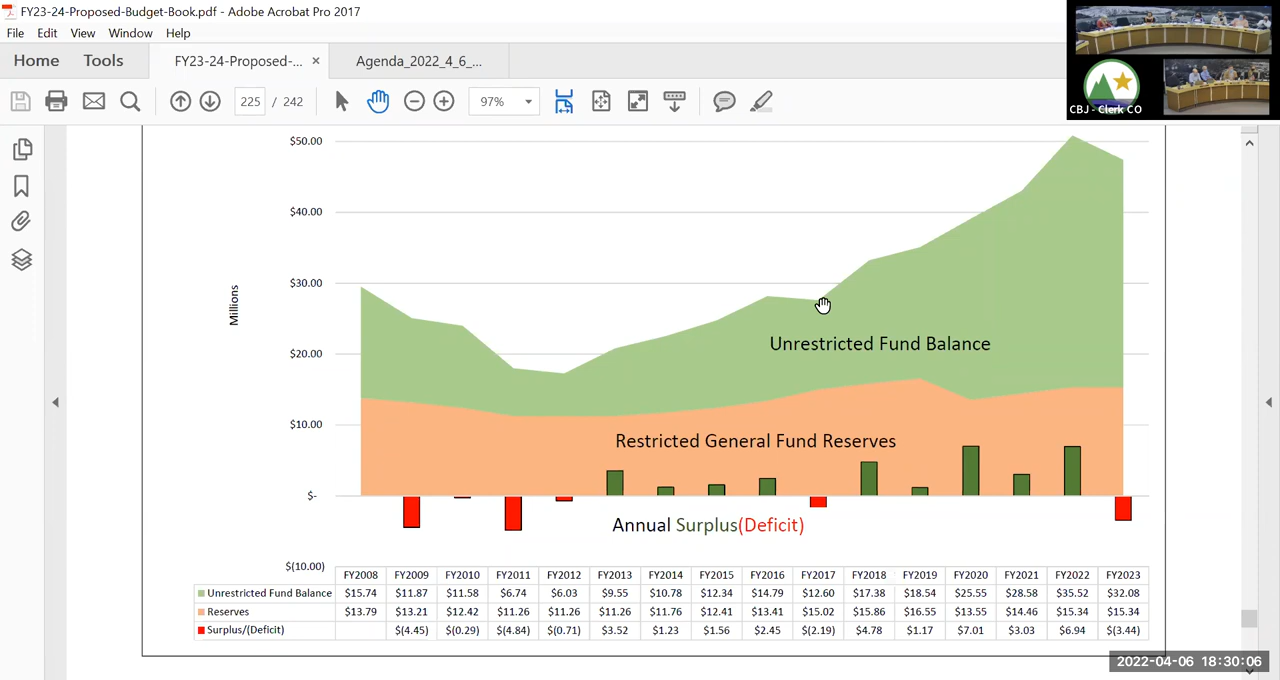 FY23-24-Proposed-Budget-Book.pdf - Adobe Acrobat Pro 2017
File Edit View Window Help
Home Tools FY23-24-Proposed-... × Agenda_2022_4_6_...
225 / 242 97%
CBJ - Clerk CO
$50.00
$40.00
$30.00
$20.00
$10.00
$-
$(10.00)
Millions
Unrestricted Fund Balance
Restricted General Fund Reserves
Annual Surplus(Deficit)
FY2008 FY2009 FY2010 FY2011 FY2012 FY2013 FY2014 FY2015 FY2016 FY2017 FY2018 FY2019 FY2020 FY2021 FY2022 FY2023
Unrestricted Fund Balance $15.74 $11.87 $11.58 $6.74 $6.03 $9.55 $10.78 $12.34 $14.79 $12.60 $17.38 $18.54 $25.55 $28.58 $35.52 $32.08
Reserves $13.79 $13.21 $12.42 $11.26 $11.26 $11.26 $11.76 $12.41 $13.41 $15.02 $15.86 $16.55 $13.55 $14.46 $15.34 $15.34
Surplus/(Deficit) $(4.45) $(0.29) $(4.84) $(0.71) $3.52 $1.23 $1.56 $2.45 $(2.19) $4.78 $1.17 $7.01 $3.03 $6.94 $(3.44)
2022-04-06 18:30:06